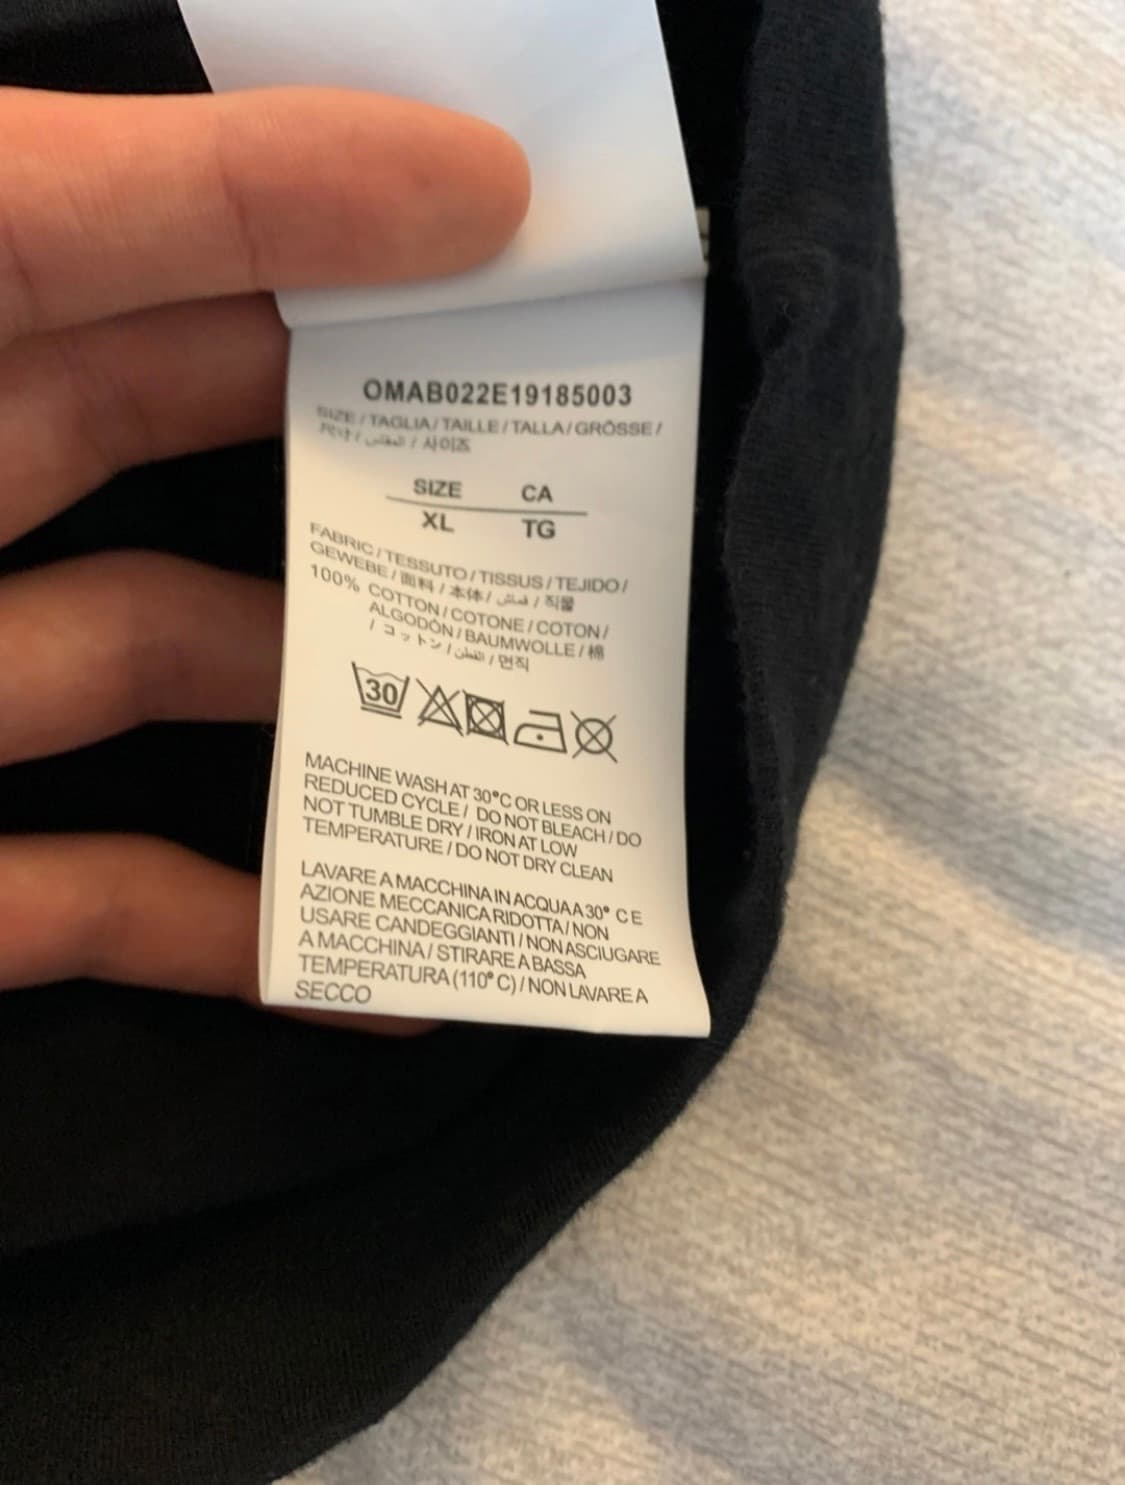 OMAB022E19185003
SIZE / TAGLIA / TAILLE / TALLA / GRÖSSE /
/ 사이즈
SIZE CA
XL TG
FABRIC / TESSUTO / TISSUS / TEJIDO /
GEWEBE / 面料 / 本体 / قماش / 직물
100% COTTON / COTONE / COTON /
ALGODÓN / BAUMWOLLE / 棉
/ コットン / القطن / 면직
30
MACHINE WASH AT 30°C OR LESS ON
REDUCED CYCLE / DO NOT BLEACH / DO
NOT TUMBLE DRY / IRON AT LOW
TEMPERATURE / DO NOT DRY CLEAN
LAVARE A MACCHINA IN ACQUA A 30° C E
AZIONE MECCANICA RIDOTTA / NON
USARE CANDEGGIANTI / NON ASCIUGARE
A MACCHINA / STIRARE A BASSA
TEMPERATURA (110° C) / NON LAVARE A
SECCO